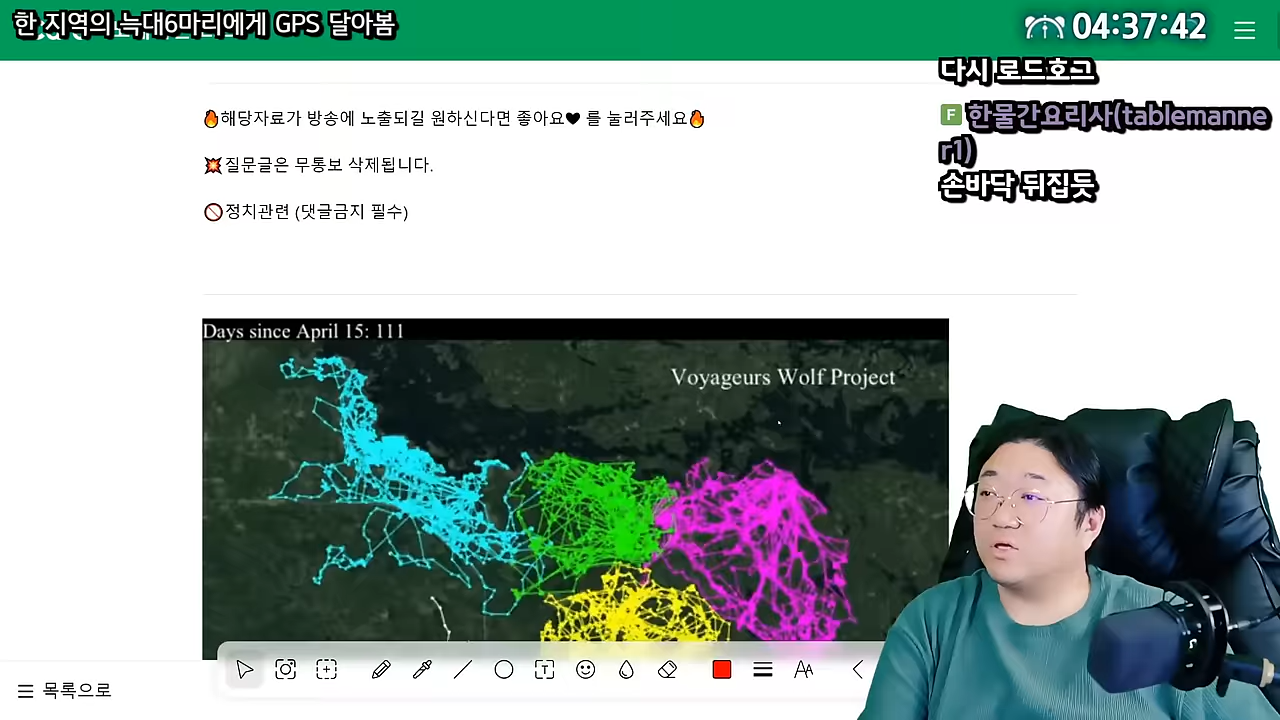 한 지역의 늑대6마리에게 GPS 달아봄
04:37:42
다시 로드호그
F 한물간요리사(tablemanne
r1)
손바닥 뒤집듯
🔥해당자료가 방송에 노출되길 원하신다면 좋아요🖤 를 눌러주세요🔥
💥질문글은 무통보 삭제됩니다.
🚫정치관련 (댓글금지 필수)
Days since April 15: 111
Voyageurs Wolf Project
T
AA
목록으로